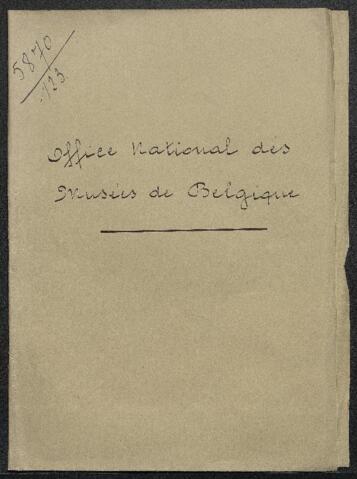 5870
123
Office National des
Musées de Belgique